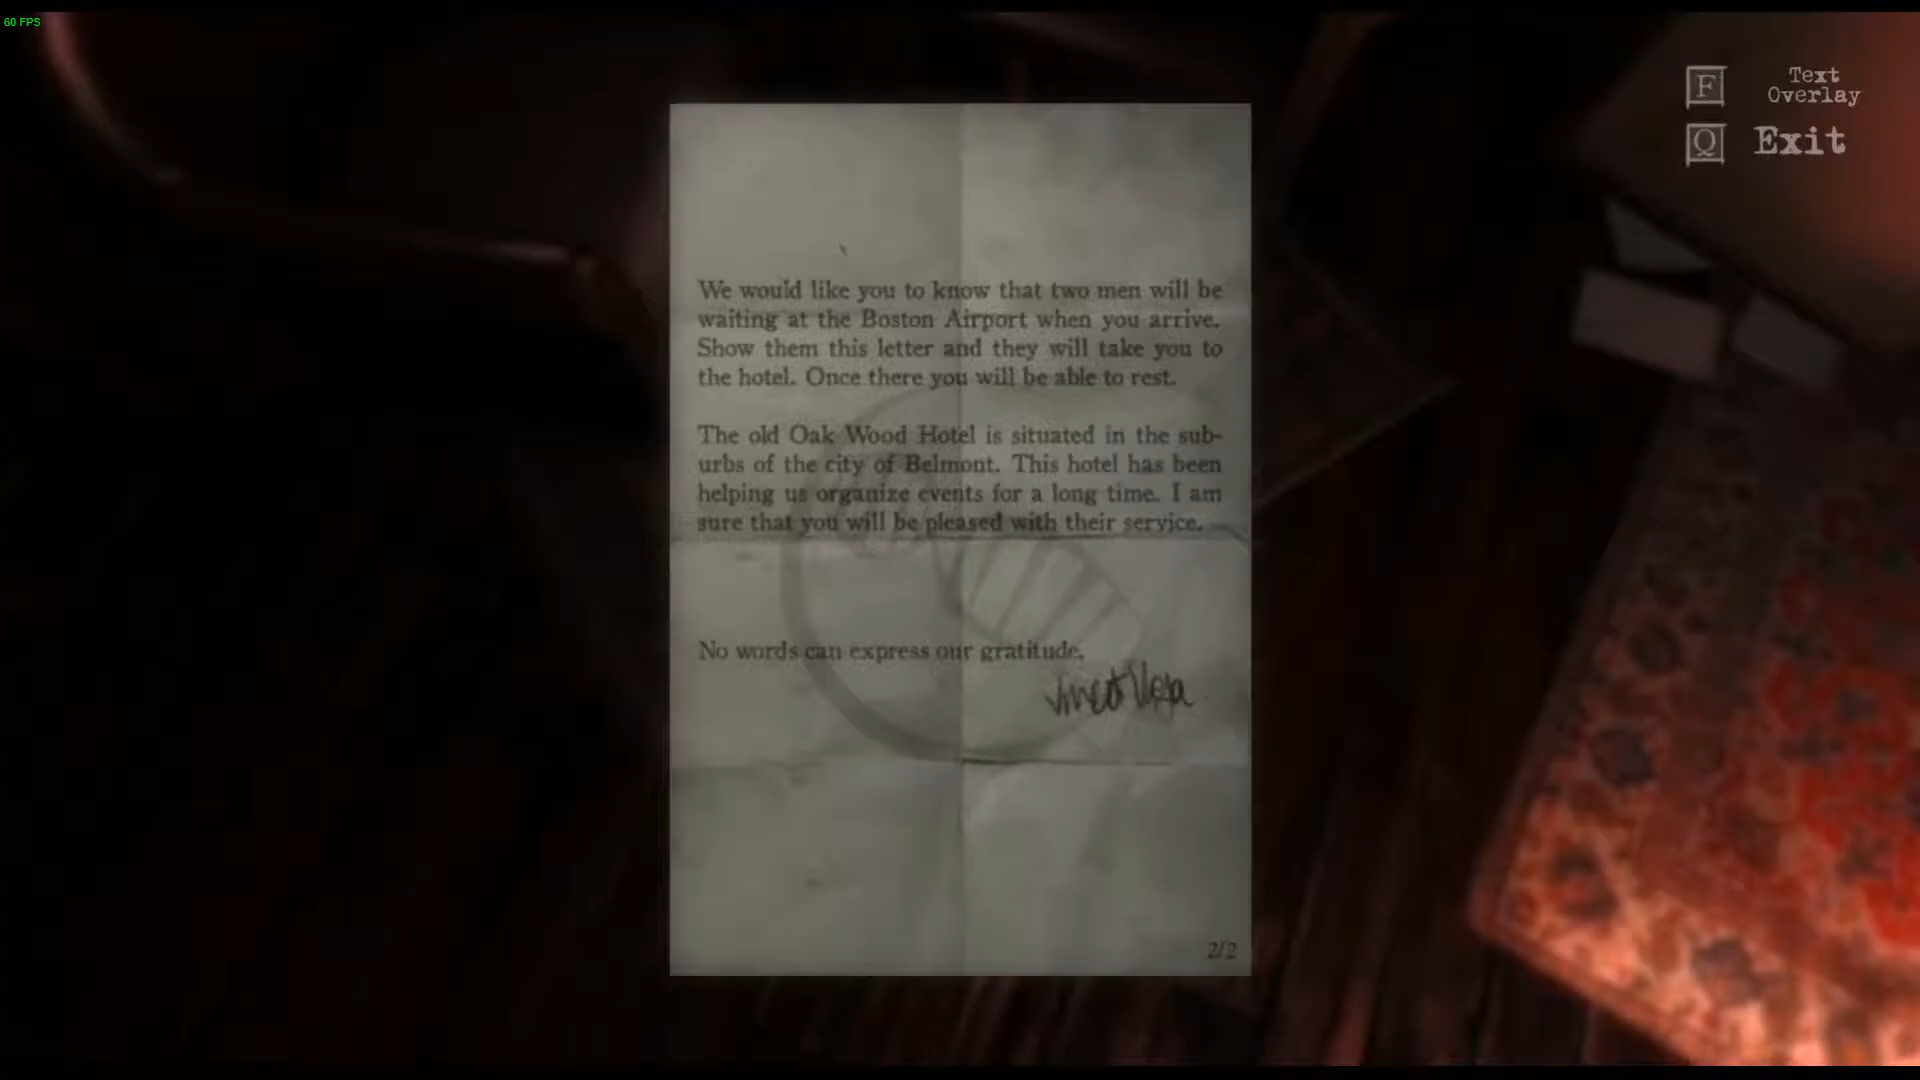 60 FPS
F Text Overlay
Q Exit
We would like you to know that two men will be
waiting at the Boston Airport when you arrive.
Show them this letter and they will take you to
the hotel. Once there you will be able to rest.
The old Oak Wood Hotel is situated in the sub-
urbs of the city of Belmont. This hotel has been
helping us organize events for a long time. I am
sure that you will be pleased with their service.
No words can express our gratitude,
2/2